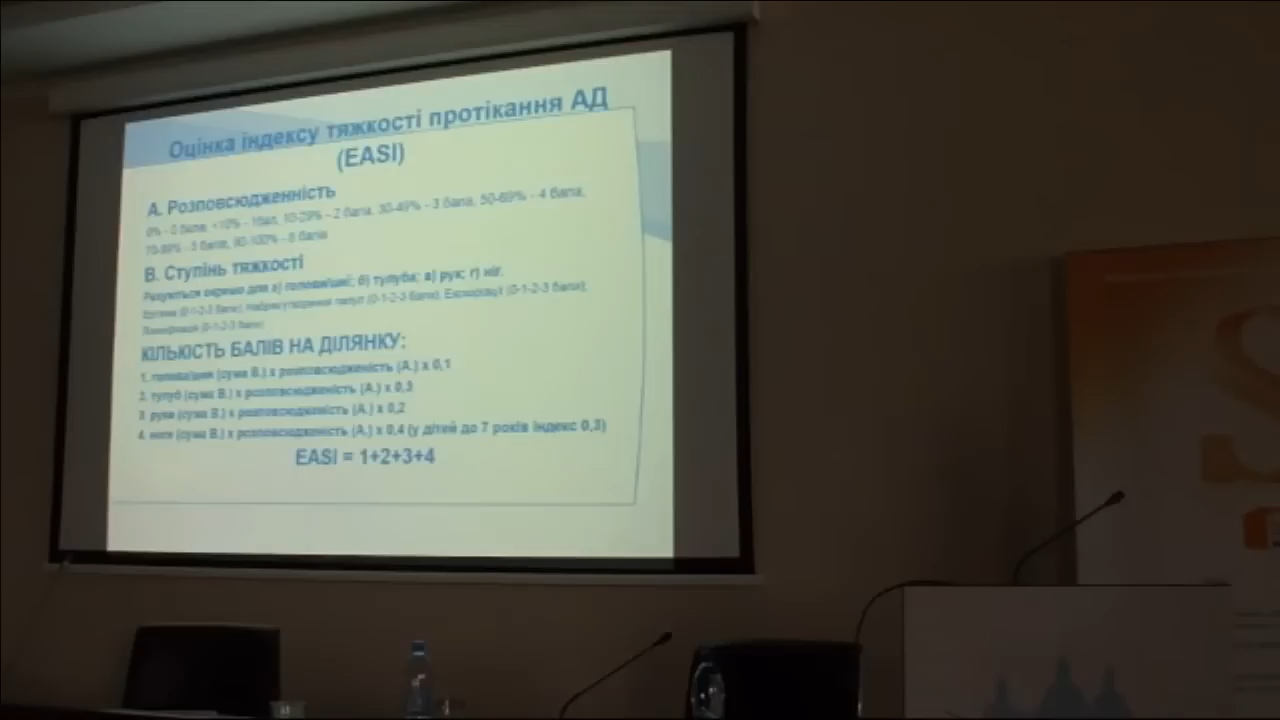 Оцінка індексу тяжкості протікання АД
(EASI)
А. Розповсюдженність
0% - 0 балів, <10% - 1бал, 10-29% - 2 бала, 30-49% - 3 бала, 50-69% - 4 бала,
70-89% - 5 балів, 90-100% - 6 балів
В. Ступінь тяжкості
Рахується окремо для а) голови/шиї; б) тулуба; в) рук; г) ніг.
(0-1-2-3 бали), папул (0-1-2-3 бали), Екскоріації (0-1-2-3 бали),
Ліхеніфікація (0-1-2-3 бали)
КІЛЬКІСТЬ БАЛІВ НА ДІЛЯНКУ:
1. голова/шия (сума В.) х розповсюдженість (А.) х 0,1
2. тулуб (сума В.) х розповсюдженість (А.) х 0,3
3. руки (сума В.) х розповсюдженість (А.) х 0,2
4. ноги (сума В.) х розповсюдженість (А.) х 0,4 (у дітей до 7 років індекс 0,3)
EASI = 1+2+3+4
S